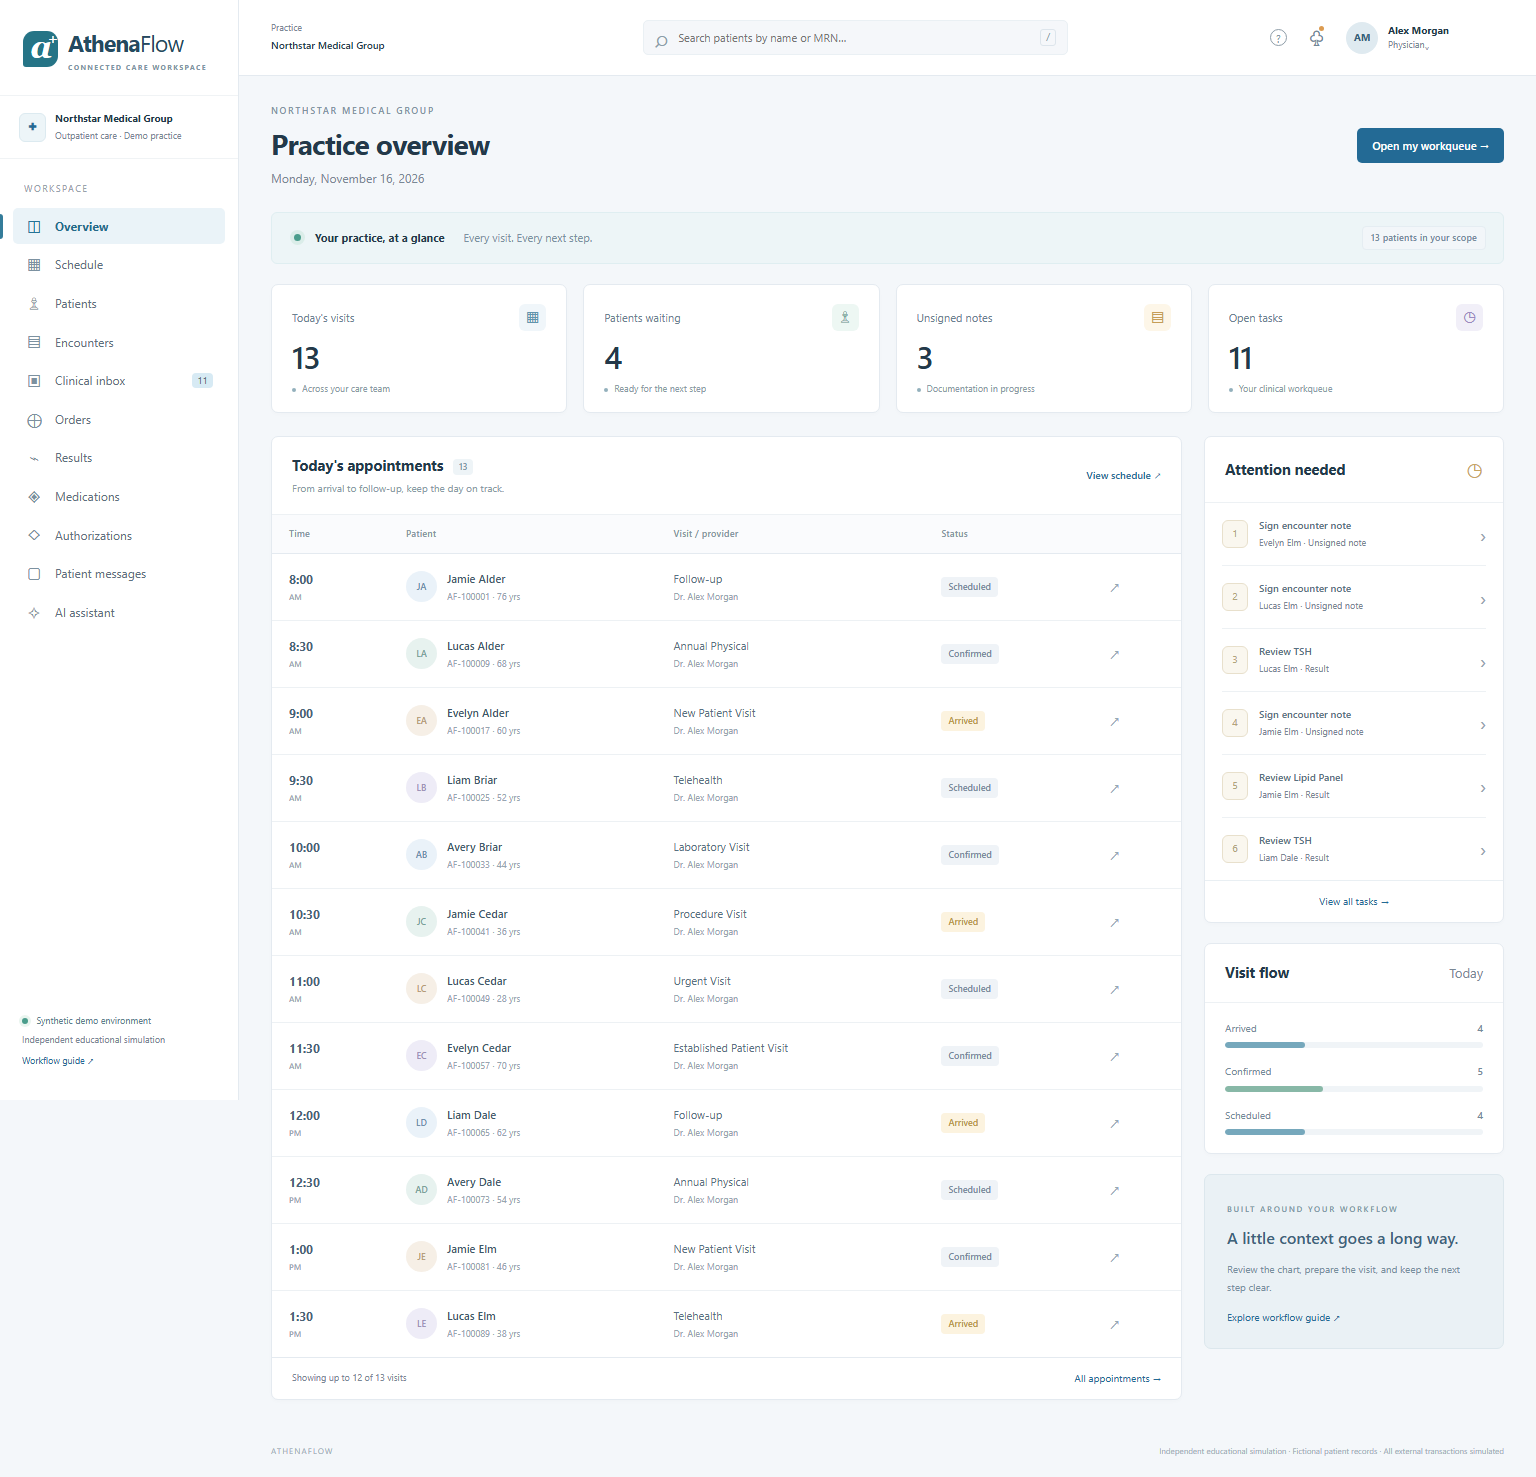 AthenaFlow
CONNECTED CARE WORKSPACE
Northstar Medical Group
Outpatient care · Demo practice
WORKSPACE
Overview
Schedule
Patients
Encounters
Clinical inbox 11
Orders
Results
Medications
Authorizations
Patient messages
AI assistant
Synthetic demo environment
Independent educational simulation
Workflow guide ↗
Practice
Northstar Medical Group
Search patients by name or MRN... /
?
AM
Alex Morgan
Physician
NORTHSTAR MEDICAL GROUP
Practice overview
Monday, November 16, 2026
Open my workqueue →
Your practice, at a glance Every visit. Every next step. 13 patients in your scope
Today's visits
13
Across your care team
Patients waiting
4
Ready for the next step
Unsigned notes
3
Documentation in progress
Open tasks
11
Your clinical workqueue
Today's appointments 13
From arrival to follow-up, keep the day on track.
View schedule ↗
Time Patient Visit / provider Status
8:00 JA Jamie Alder Follow-up Scheduled ↗
AM AF-100001 · 76 yrs Dr. Alex Morgan
8:30 LA Lucas Alder Annual Physical Confirmed ↗
AM AF-100009 · 68 yrs Dr. Alex Morgan
9:00 EA Evelyn Alder New Patient Visit Arrived ↗
AM AF-100017 · 60 yrs Dr. Alex Morgan
9:30 LB Liam Briar Telehealth Scheduled ↗
AM AF-100025 · 52 yrs Dr. Alex Morgan
10:00 AB Avery Briar Laboratory Visit Confirmed ↗
AM AF-100033 · 44 yrs Dr. Alex Morgan
10:30 JC Jamie Cedar Procedure Visit Arrived ↗
AM AF-100041 · 36 yrs Dr. Alex Morgan
11:00 LC Lucas Cedar Urgent Visit Scheduled ↗
AM AF-100049 · 28 yrs Dr. Alex Morgan
11:30 EC Evelyn Cedar Established Patient Visit Confirmed ↗
AM AF-100057 · 70 yrs Dr. Alex Morgan
12:00 LD Liam Dale Follow-up Arrived ↗
PM AF-100065 · 62 yrs Dr. Alex Morgan
12:30 AD Avery Dale Annual Physical Scheduled ↗
PM AF-100073 · 54 yrs Dr. Alex Morgan
1:00 JE Jamie Elm New Patient Visit Confirmed ↗
PM AF-100081 · 46 yrs Dr. Alex Morgan
1:30 LE Lucas Elm Telehealth Arrived ↗
PM AF-100089 · 38 yrs Dr. Alex Morgan
Showing up to 12 of 13 visits All appointments →
Attention needed
1 Sign encounter note
Evelyn Elm · Unsigned note
2 Sign encounter note
Lucas Elm · Unsigned note
3 Review TSH
Lucas Elm · Result
4 Sign encounter note
Jamie Elm · Unsigned note
5 Review Lipid Panel
Jamie Elm · Result
6 Review TSH
Liam Dale · Result
View all tasks →
Visit flow Today
Arrived 4
Confirmed 5
Scheduled 4
BUILT AROUND YOUR WORKFLOW
A little context goes a long way.
Review the chart, prepare the visit, and keep the next
step clear.
Explore workflow guide ↗
ATHENAFLOW
Independent educational simulation · Fictional patient records · All external transactions simulated